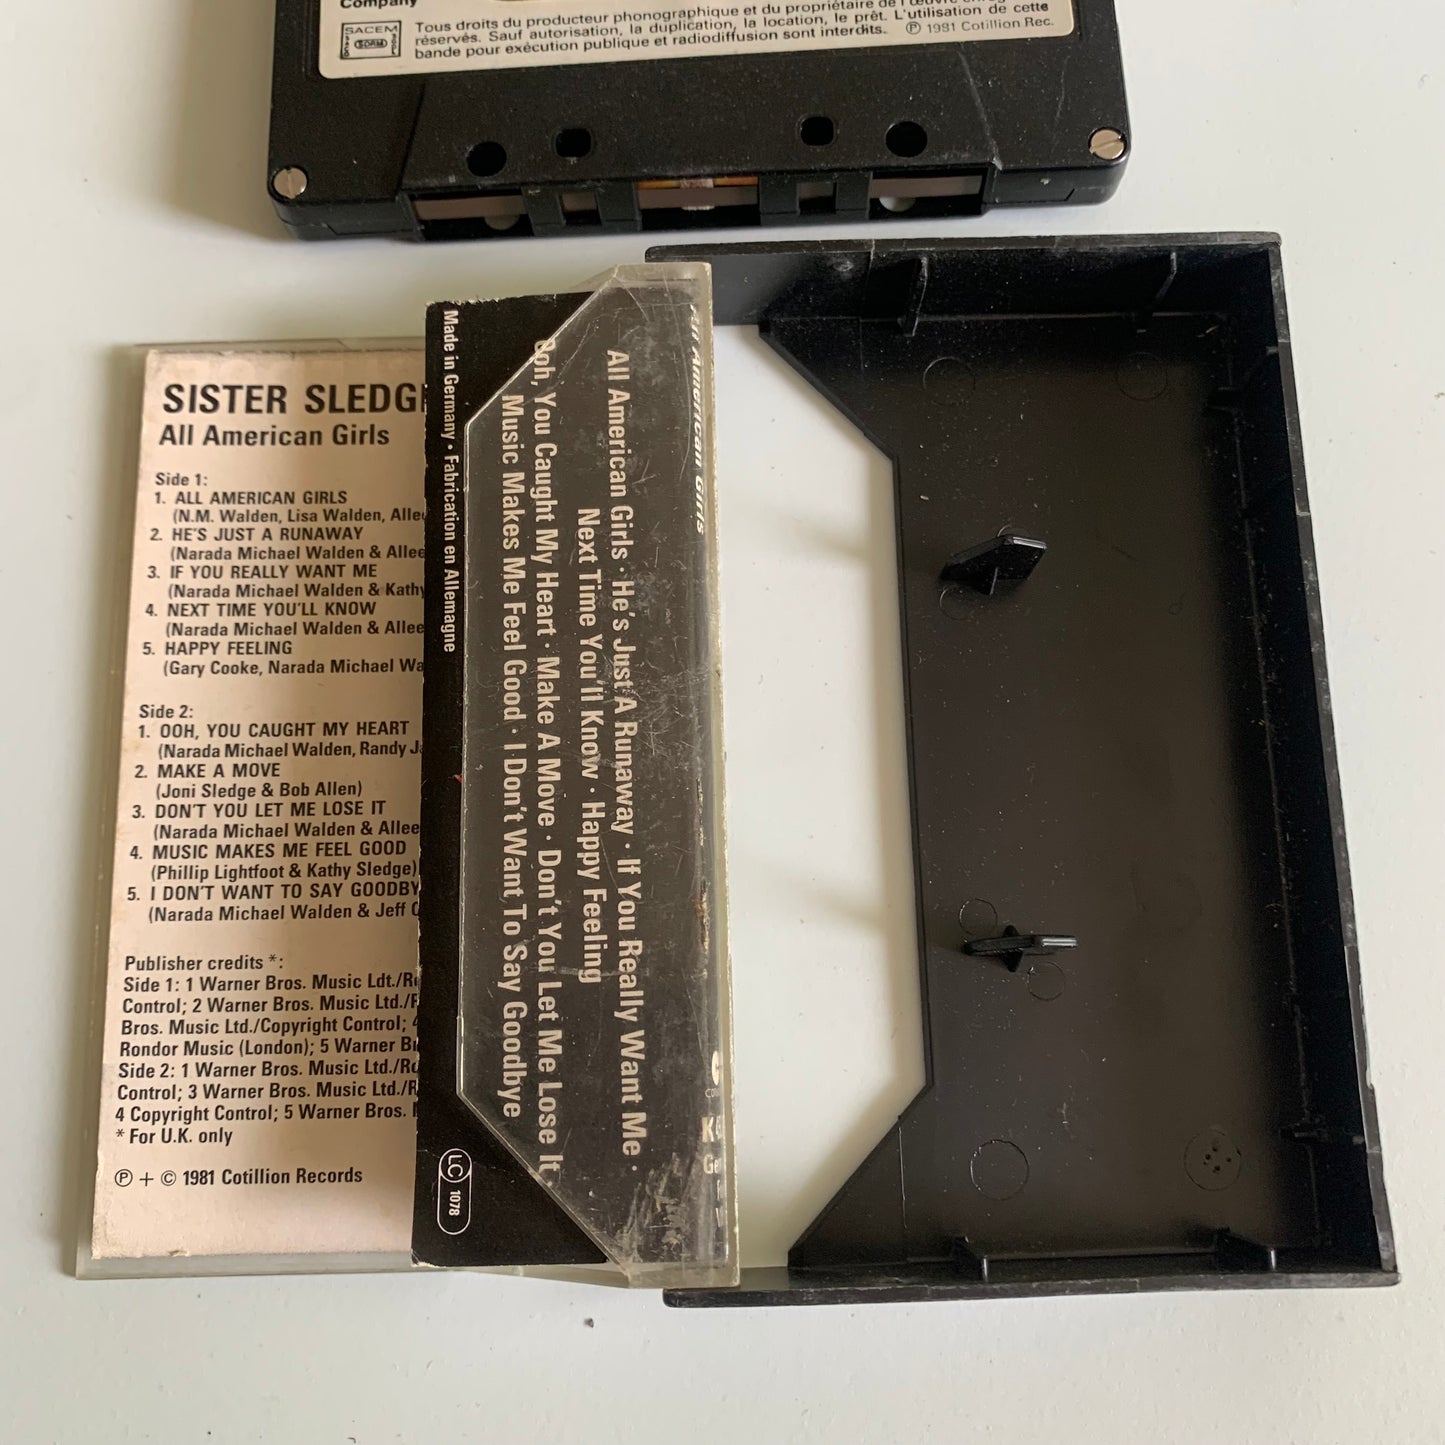 Company
SACEM
SDRM
Tous droits du producteur phonographique et du propriétaire de l'œuvre
réservés. Sauf autorisation, la duplication, la location, le prêt. L'utilisation de cette
bande pour exécution publique et radiodiffusion sont interdits. ℗ 1981 Cotillion Rec.
SISTER SLEDG
All American Girls
Side 1:
1. ALL AMERICAN GIRLS
(N.M. Walden, Lisa Walden,
2. HE'S JUST A RUNAWAY
(Narada Michael Walden & Allee
3. IF YOU REALLY WANT ME
(Narada Michael Walden & Kathy
4. NEXT TIME YOU'LL KNOW
(Narada Michael Walden & Allee
5. HAPPY FEELING
(Gary Cooke, Narada Michael Wa
Side 2:
1. OOH, YOU CAUGHT MY HEART
(Narada Michael Walden, Randy
2. MAKE A MOVE
(Joni Sledge & Bob Allen)
3. DON'T YOU LET ME LOSE IT
(Narada Michael Walden & Allee
4. MUSIC MAKES ME FEEL GOOD
(Phillip Lightfoot & Kathy Sledge)
5. I DON'T WANT TO SAY GOODBY
(Narada Michael Walden & Jeff
Publisher credits *:
Side 1: 1 Warner Bros. Music Ldt./
Control; 2 Warner Bros. Music Ltd./
Bros. Music Ltd./Copyright Control;
Rondor Music (London); 5 Warner
Side 2: 1 Warner Bros. Music Ltd./
Control; 3 Warner Bros. Music Ltd./
4 Copyright Control; 5 Warner Bros.
* For U.K. only
℗ + © 1981 Cotillion Records
All American Girls
All American Girls · He's Just A Runaway · If You Really Want Me ·
Next Time You'll Know · Happy Feeling
Ooh, You Caught My Heart · Make A Move · Don't You Let Me Lose It ·
Music Makes Me Feel Good · I Don't Want To Say Goodbye
Made in Germany · Fabrication en Allemagne
LC 1078